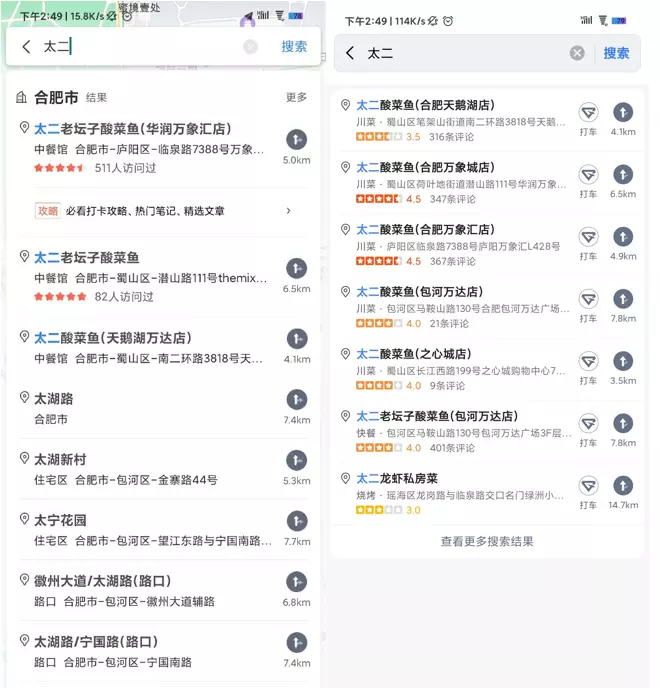 蜜境壹处
下午2:49 | 15.8K/s
78
太二
搜索
合肥市 结果
更多
太二老坛子酸菜鱼(华润万象汇店)
中餐馆 合肥市-庐阳区-临泉路7388号万象...
511人访问过
5.0km
攻略 必看打卡攻略、热门笔记、精选文章
太二老坛子酸菜鱼
中餐馆 合肥市-蜀山区-潜山路111号themix...
82人访问过
6.5km
太二酸菜鱼(天鹅湖万达店)
中餐馆 合肥市-蜀山区-南二环路3818号天...
4.1km
太湖路
合肥市
7.4km
太湖新村
住宅区 合肥市-包河区-金寨路44号
5.3km
太宁花园
住宅区 合肥市-包河区-望江东路与宁国南路...
7.7km
徽州大道/太湖路(路口)
路口 合肥市-包河区-徽州大道辅路
6.8km
太湖路/宁国路(路口)
路口 合肥市-包河区-宁国南路
7.4km
下午2:49 | 114K/s
78
太二
搜索
太二酸菜鱼(合肥天鹅湖店)
川菜 · 蜀山区笔架山街道南二环路3818号天鹅...
3.5 316条评论
打车
4.1km
太二酸菜鱼(合肥万象城店)
川菜 · 蜀山区荷叶地街道潜山路111号华润万象...
4.5 347条评论
打车
6.5km
太二酸菜鱼(合肥万象汇店)
川菜 · 庐阳区临泉路7388号庐阳万象汇L428号
4.5 367条评论
打车
4.9km
太二酸菜鱼(包河万达店)
川菜 · 包河区马鞍山路130号合肥包河万达广场...
4.0 21条评论
打车
7.8km
太二酸菜鱼(之心城店)
川菜 · 蜀山区长江西路199号之心城购物中心7...
4.0 9条评论
打车
3.5km
太二老坛子酸菜鱼(包河万达店)
快餐 · 包河区马鞍山路130号包河万达广场3F层...
4.0 401条评论
打车
7.8km
太二龙虾私房菜
烧烤 · 瑶海区龙岗路与临泉路交口名门绿洲小...
3.0
打车
14.7km
查看更多搜索结果